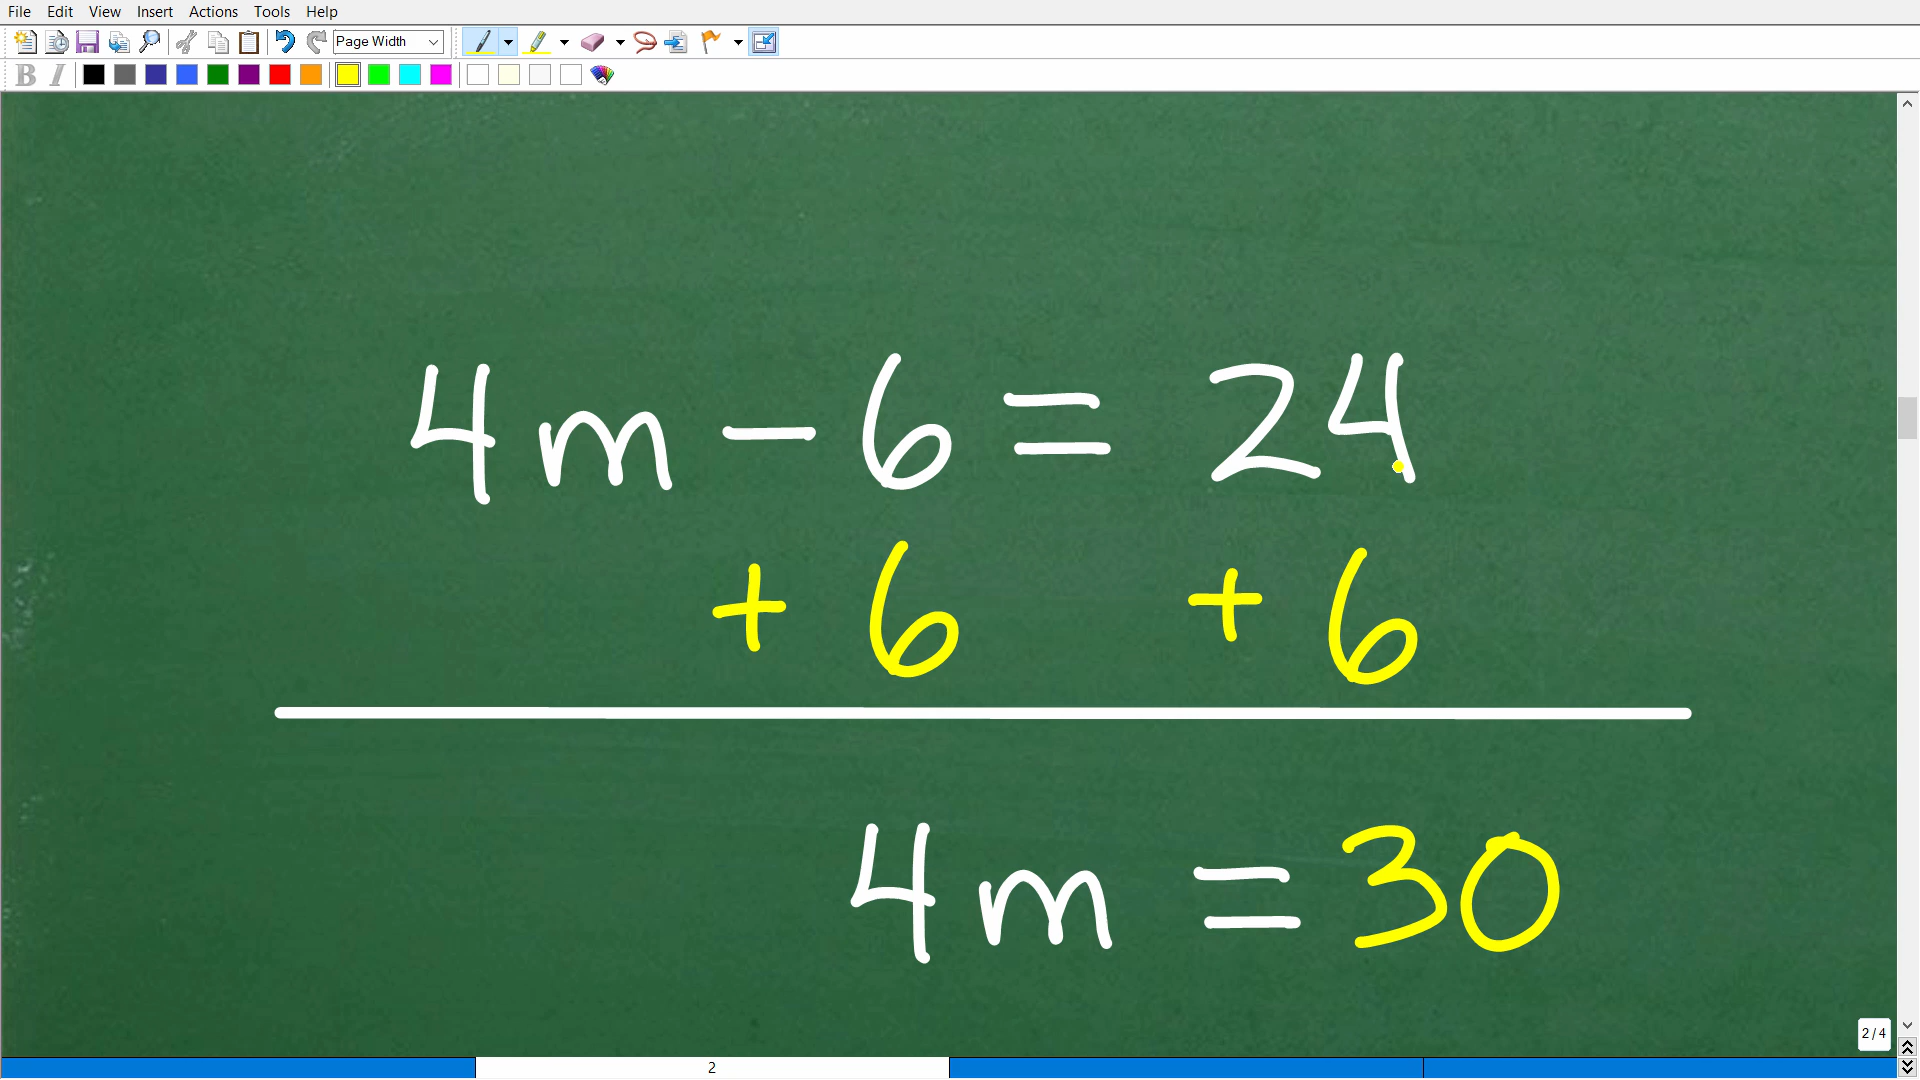 File Edit View Insert Actions Tools Help
Page Width
B I
4m - 6 = 24
+ 6 + 6
4m = 30
2 / 4
2